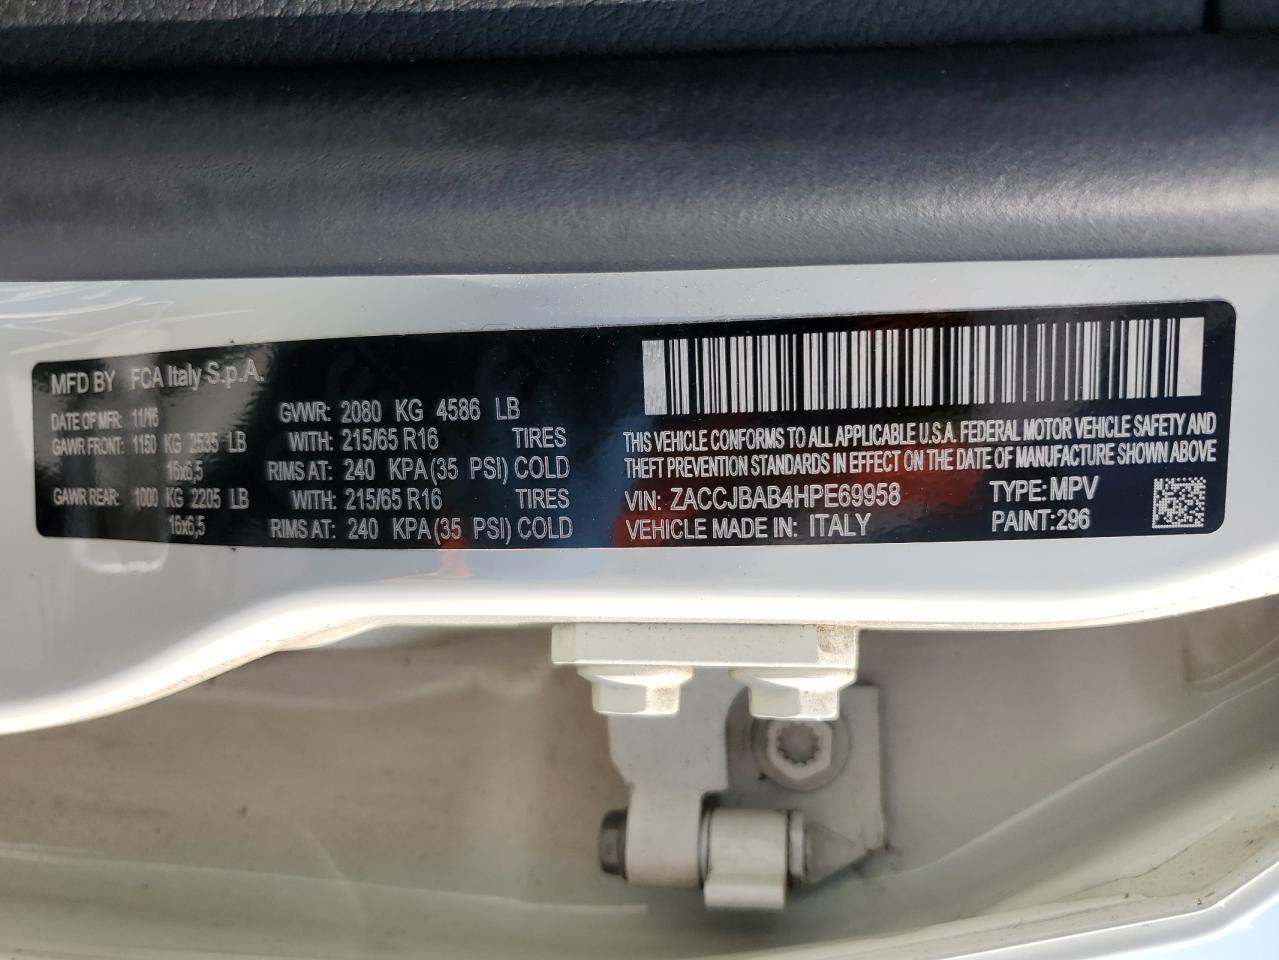 MFD BY FCA Italy S.p.A.
DATE OF MFR: 11/16
GVWR: 2080 KG 4586 LB
GAWR FRONT: 1150 KG 2535 LB WITH: 215/65 R16 TIRES
16x6,5 RIMS AT: 240 KPA (35 PSI) COLD
GAWR REAR: 1000 KG 2205 LB WITH: 215/65 R16 TIRES
16x6,5 RIMS AT: 240 KPA (35 PSI) COLD
THIS VEHICLE CONFORMS TO ALL APPLICABLE U.S.A. FEDERAL MOTOR VEHICLE SAFETY AND
THEFT PREVENTION STANDARDS IN EFFECT ON THE DATE OF MANUFACTURE SHOWN ABOVE
VIN: ZACCJBAB4HPE69958 TYPE: MPV
VEHICLE MADE IN: ITALY PAINT: 296